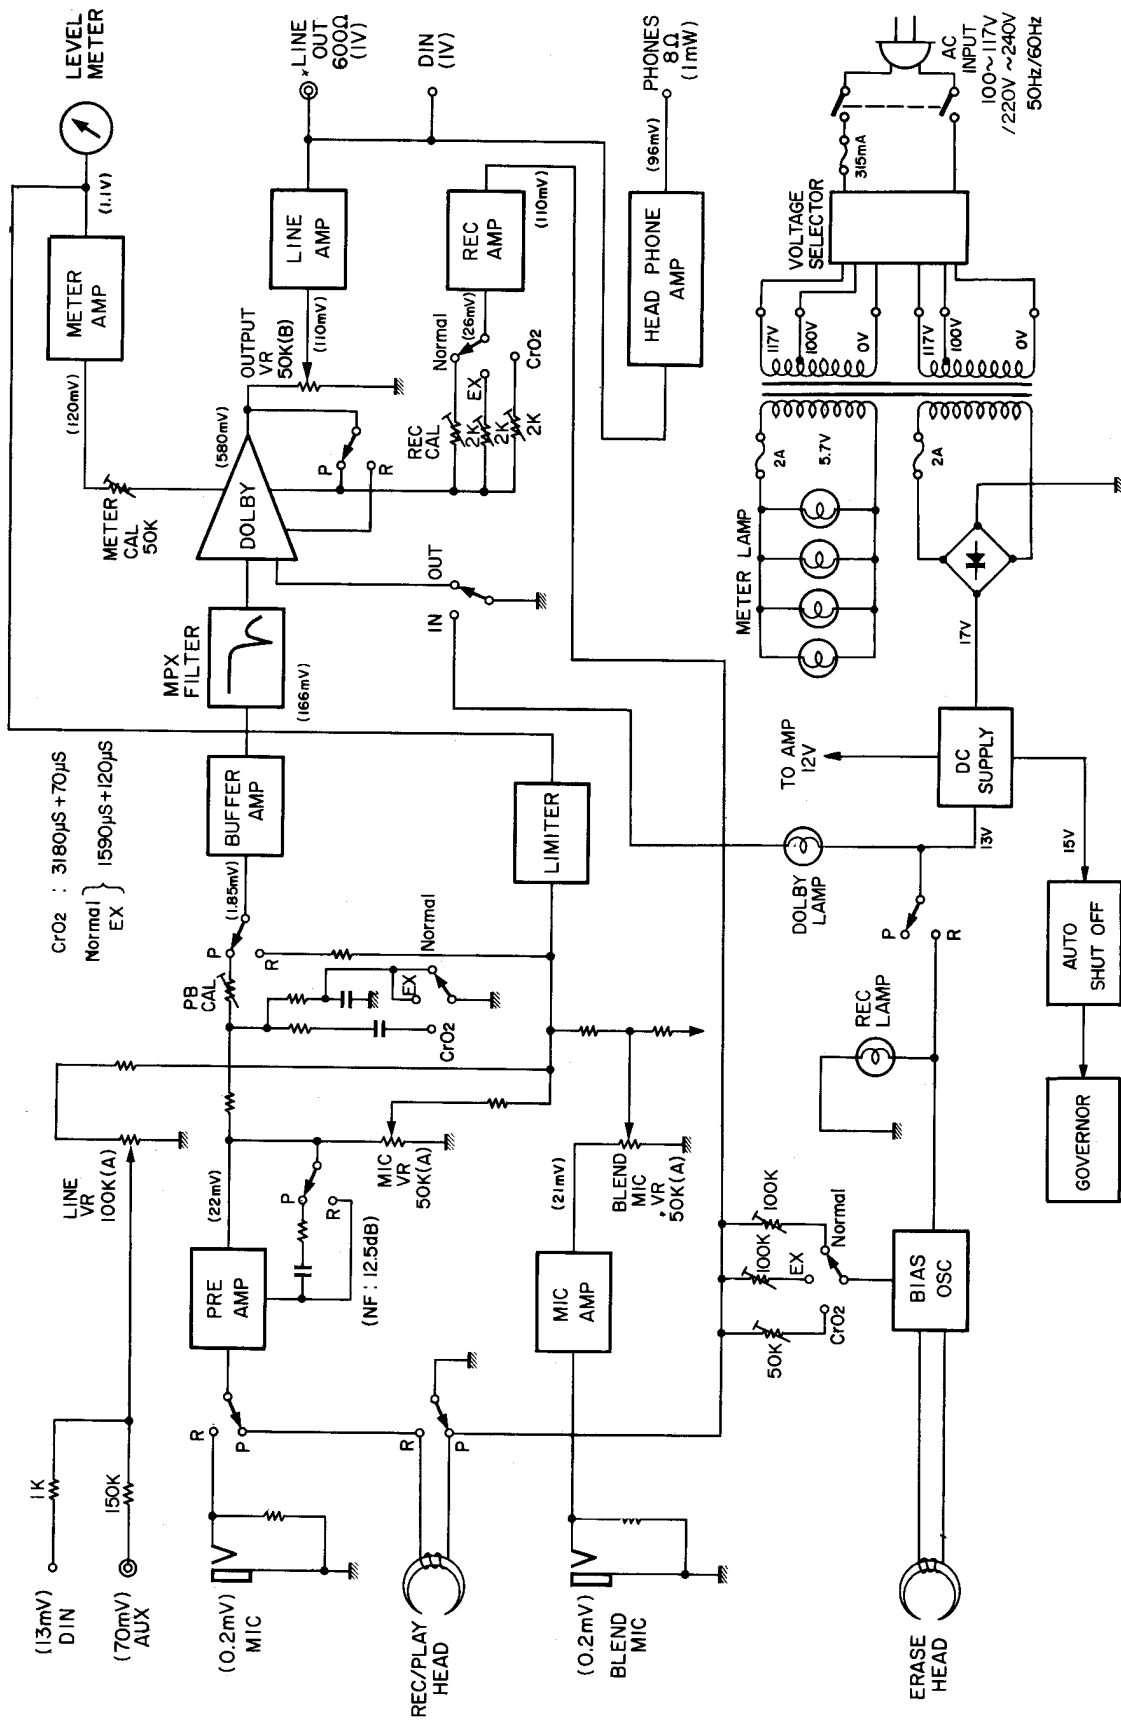 (13mV)
DIN
1K
(70mV)
AUX
150K
LINE
VR
100K(A)
CrO2 : 3180μS+70μS
Normal
EX
} 1590μS+120μS
(0.2mV)
MIC
R
P
PRE
AMP
(22mV)
P
R
(NF : 12.5dB)
MIC
VR
50K(A)
PB
CAL
P
R
(1.85mV)
EX
Normal
CrO2
BUFFER
AMP
MPX
FILTER
(166mV)
DOLBY
(580mV)
METER
CAL
50K
(120mV)
METER
AMP
(1.1V)
LEVEL
METER
P
R
OUTPUT
VR
50K(B)
(110mV)
LINE
AMP
*LINE
OUT
600Ω
(1V)
DIN
(1V)
REC/PLAY
HEAD
R
P
IN
OUT
REC
CAL
2K
2K
2K
Normal
EX
CrO2
(26mV)
REC
AMP
(110mV)
LIMITER
(0.2mV)
BLEND
MIC
MIC
AMP
(21mV)
BLEND
MIC
VR
50K(A)
HEAD PHONE
AMP
(96mV)
PHONES
8Ω
(1mW)
50K
100K
100K
CrO2
EX
Normal
ERASE
HEAD
BIAS
OSC
REC
LAMP
P
R
DOLBY
LAMP
TO AMP
12V
13V
DC
SUPPLY
17V
15V
AUTO
SHUT OFF
GOVERNOR
METER LAMP
2A
5.7V
2A
117V
100V
0V
117V
100V
0V
VOLTAGE
SELECTOR
315mA
AC
INPUT
100~117V
/220V~240V
50Hz/60Hz